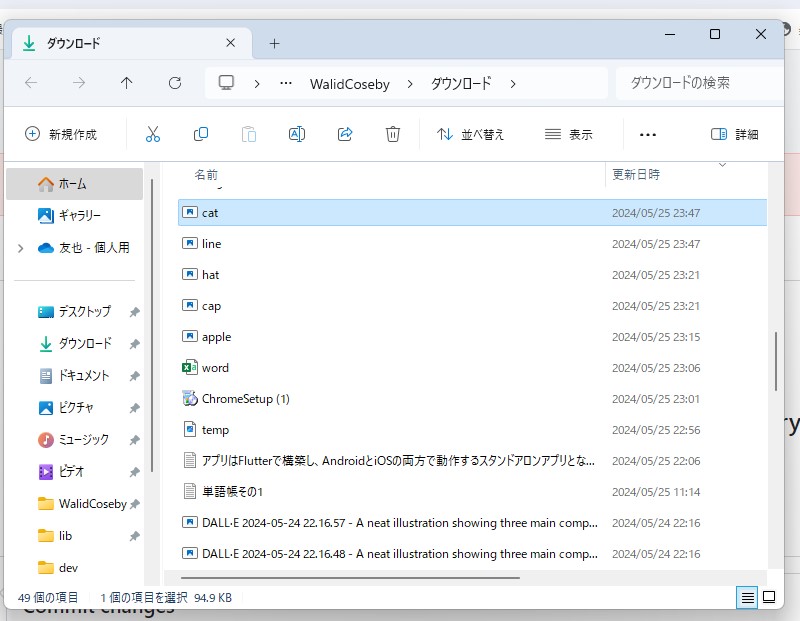 ダウンロード
WalidCoseby
ダウンロード
ダウンロードの検索
新規作成
並べ替え
表示
詳細
名前
更新日時
ホーム
ギャラリー
友也 - 個人用
デスクトップ
ダウンロード
ドキュメント
ピクチャ
ミュージック
ビデオ
WalidCoseby
lib
dev
cat 2024/05/25 23:47
line 2024/05/25 23:47
hat 2024/05/25 23:21
cap 2024/05/25 23:21
apple 2024/05/25 23:15
word 2024/05/25 23:06
ChromeSetup (1) 2024/05/25 23:01
temp 2024/05/25 22:56
アプリはFlutterで構築し、AndroidとiOSの両方で動作するスタンドアロンアプリとな... 2024/05/25 22:06
単語帳その1 2024/05/25 11:14
DALL·E 2024-05-24 22.16.57 - A neat illustration showing three main comp... 2024/05/24 22:16
DALL·E 2024-05-24 22.16.48 - A neat illustration showing three main comp... 2024/05/24 22:16
49 個の項目
1 個の項目を選択 94.9 KB
Commit changes